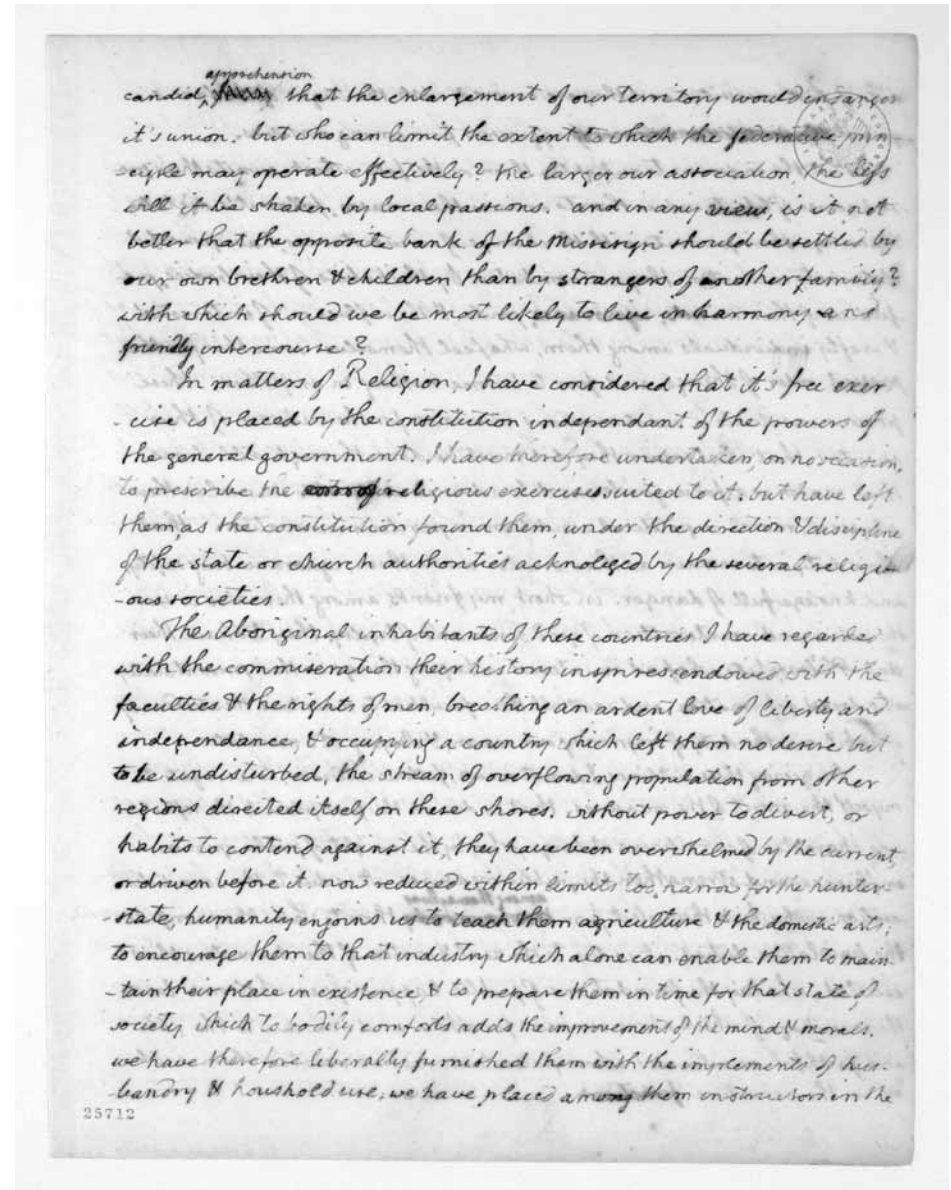 apprehension
candid, that the enlargement of our territory would endanger
it's union. but who can limit the extent to which the federative prin
-ciple may operate effectively? the larger our association the less
will it be shaken by local passions. and in any view, is it not
better that the opposite bank of the Missisipi should be settled by
our own brethren & children than by strangers of another family?
with which should we be most likely to live in harmony and
friendly intercourse?
In matters of Religion, I have considered that it's free exer
-cise is placed by the constitution independant of the powers of
the general government. I have therefore undertaken, on no occasion,
to prescribe the religious exercises suited to it. but have left
them, as the constitution found them, under the direction & discipline
of the state or church authorities acknoleged by the several religi-
-ous societies
The Aboriginal inhabitants of these countries I have regarded
with the commiseration their history inspires. endowed with the
faculties & the rights of men, breathing an ardent love of liberty and
independance, & occupying a country which left them no desire but
to be undisturbed, the stream of overflowing population from other
regions directed itself on these shores. without power to divert, or
habits to contend against it, they have been overwhelmed by the current,
or driven before it. now reduced within limits too narrow for the hunter-
-state, humanity enjoins us to teach them agriculture & the domestic arts;
to encourage them to that industry which alone can enable them to main-
-tain their place in existence, & to prepare them in time for that state of
society, which to bodily comforts adds the improvement of the mind & morals.
we have therefore liberally furnished them with the implements of hus-
-bandry & houshold use; we have placed among them instructors in the
25712